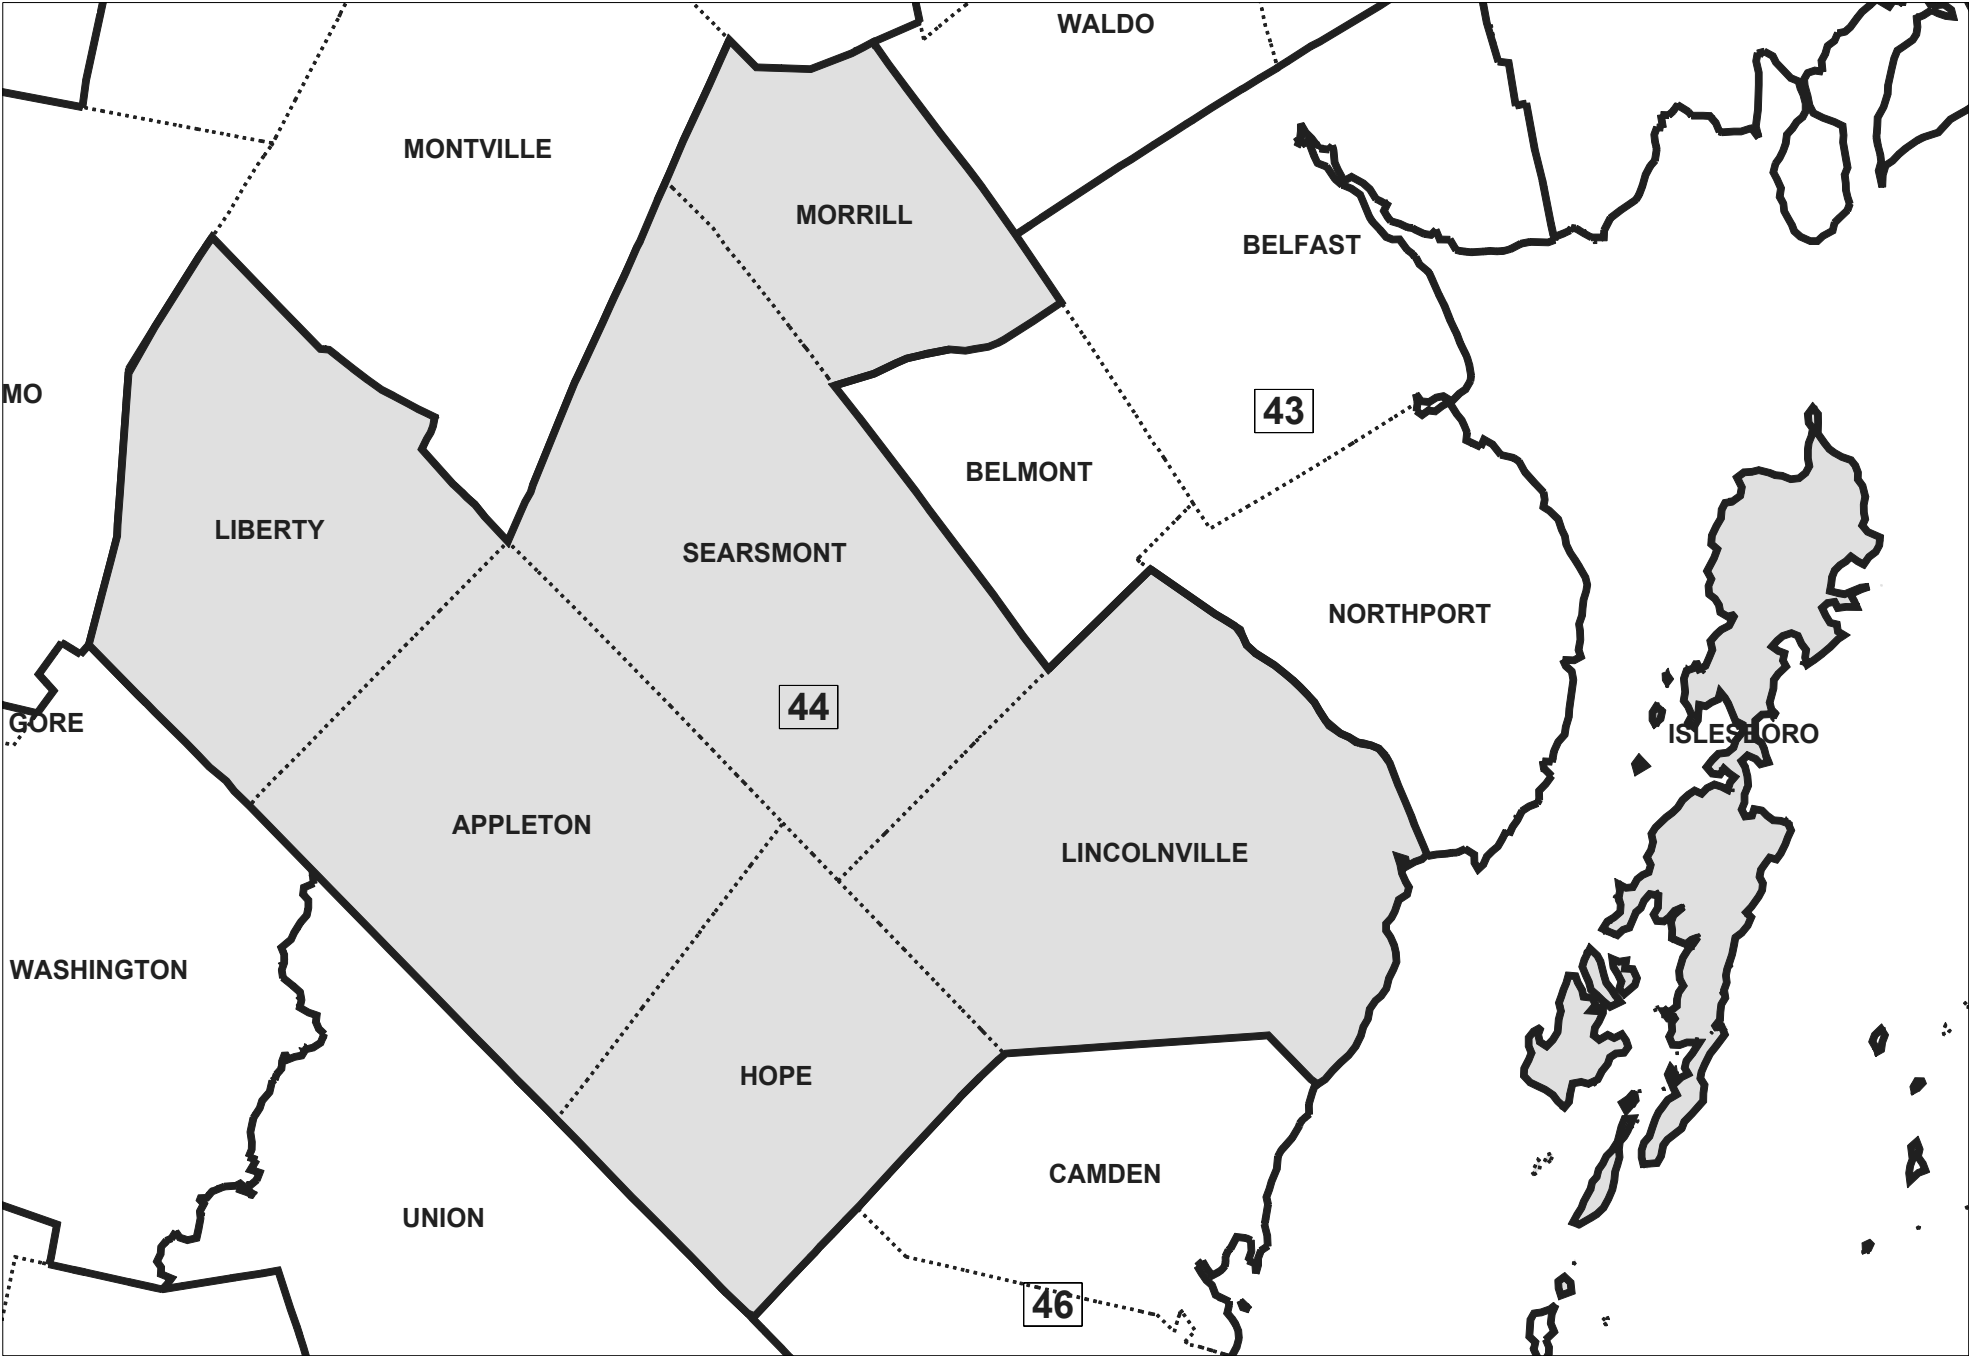 WALDO
MONTVILLE
MORRILL
BELFAST
MO
43
BELMONT
LIBERTY
SEARSMONT
NORTHPORT
44
GORE
ISLESBORO
APPLETON
LINCOLNVILLE
WASHINGTON
HOPE
CAMDEN
UNION
46